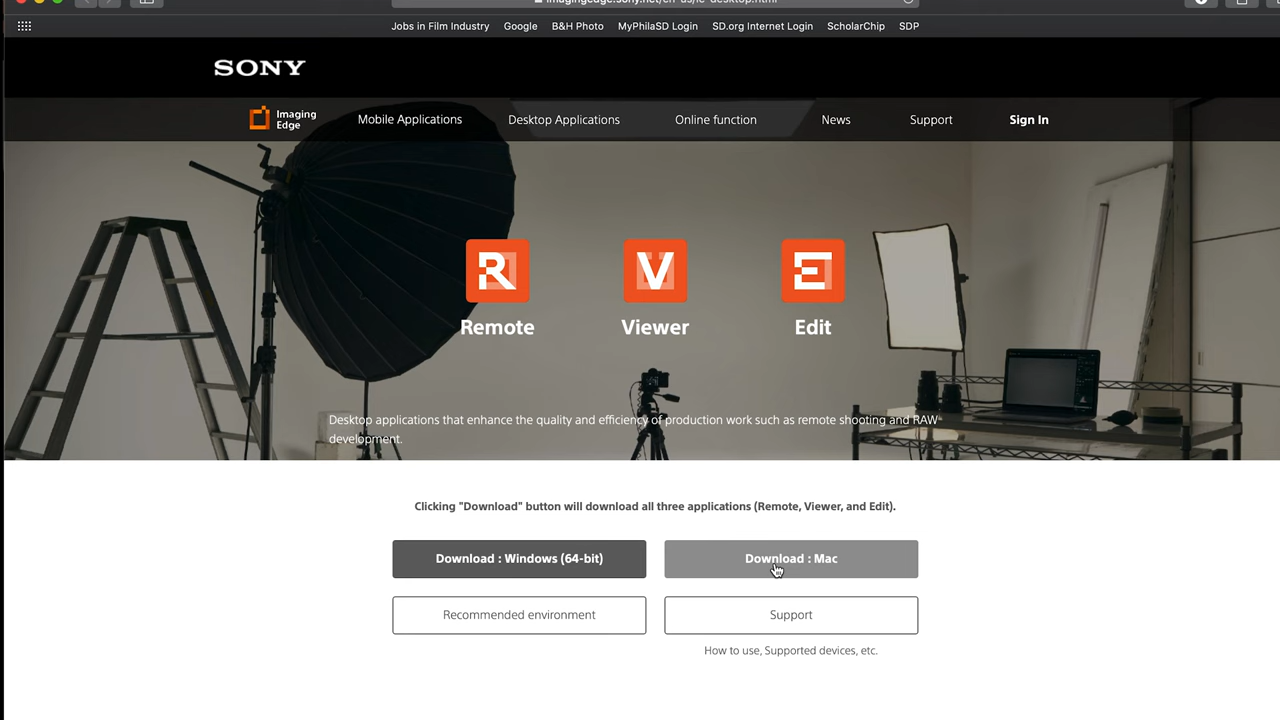 Jobs in Film Industry Google B&H Photo MyPhilaSD Login SD.org Internet Login ScholarChip SDP
SONY
Imaging Edge Mobile Applications Desktop Applications Online function News Support Sign In
R V E
Remote Viewer Edit
Desktop applications that enhance the quality and efficiency of production work such as remote shooting and RAW
development.
Clicking "Download" button will download all three applications (Remote, Viewer, and Edit).
Download : Windows (64-bit) Download : Mac
Recommended environment Support
How to use, Supported devices, etc.